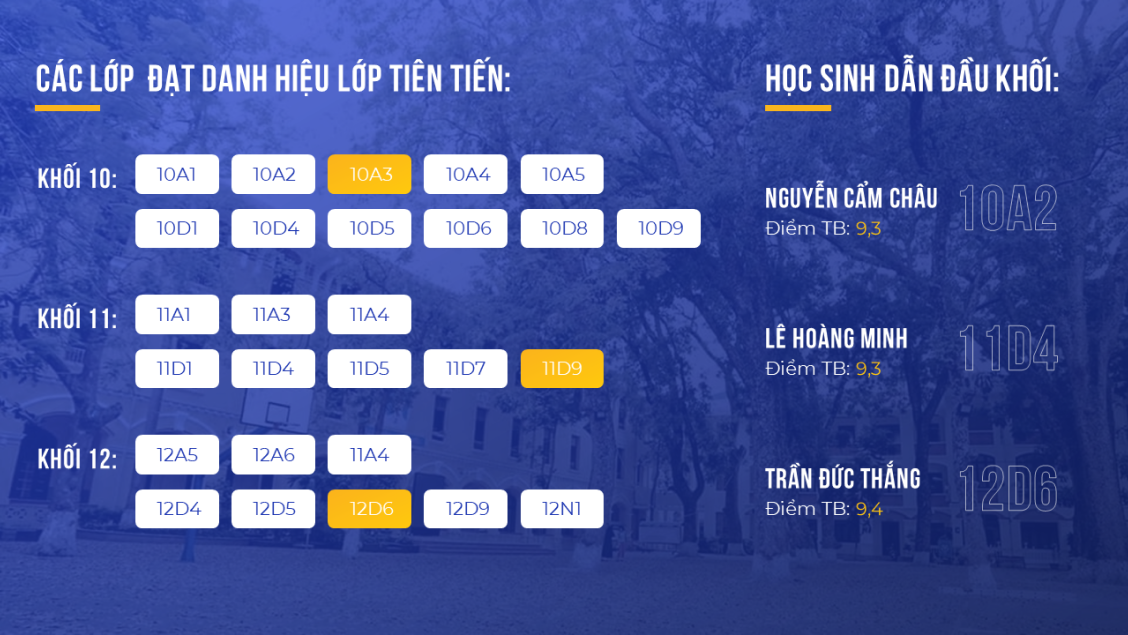 CÁC LỚP ĐẠT DANH HIỆU LỚP TIÊN TIẾN:
KHỐI 10:
10A1 10A2 10A3 10A4 10A5
10D1 10D4 10D5 10D6 10D8 10D9
KHỐI 11:
11A1 11A3 11A4
11D1 11D4 11D5 11D7 11D9
KHỐI 12:
12A5 12A6 11A4
12D4 12D5 12D6 12D9 12N1
HỌC SINH DẪN ĐẦU KHỐI:
NGUYỄN CẨM CHÂU 10A2
Điểm TB: 9,3
LÊ HOÀNG MINH 11D4
Điểm TB: 9,3
TRẦN ĐỨC THẮNG 12D6
Điểm TB: 9,4